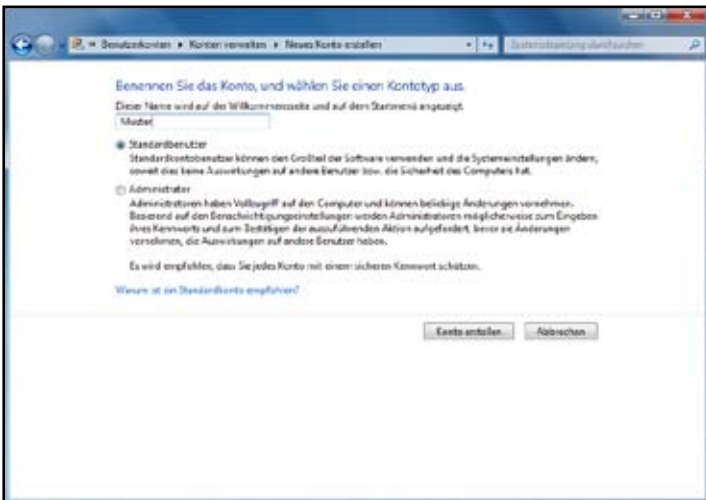 « Benutzerkonten ▸ Konten verwalten ▸ Neues Konto erstellen
Systemsteuerung durchsuchen
Benennen Sie das Konto, und wählen Sie einen Kontotyp aus.
Dieser Name wird auf der Willkommensseite und auf dem Startmenü angezeigt.
Muster
Standardbenutzer
Standardkontobenutzer können den Großteil der Software verwenden und die Systemeinstellungen ändern,
soweit dies keine Auswirkungen auf andere Benutzer bzw. die Sicherheit des Computers hat.
Administrator
Administratoren haben Vollzugriff auf den Computer und können beliebige Änderungen vornehmen.
Basierend auf den Benachrichtigungseinstellungen werden Administratoren möglicherweise zum Eingeben
ihres Kennworts und zum Bestätigen der auszuführenden Aktion aufgefordert, bevor sie Änderungen
vornehmen, die Auswirkungen auf andere Benutzer haben.
Es wird empfohlen, dass Sie jedes Konto mit einem sicheren Kennwort schützen.
Warum ist ein Standardkonto empfohlen?
Konto erstellen
Abbrechen